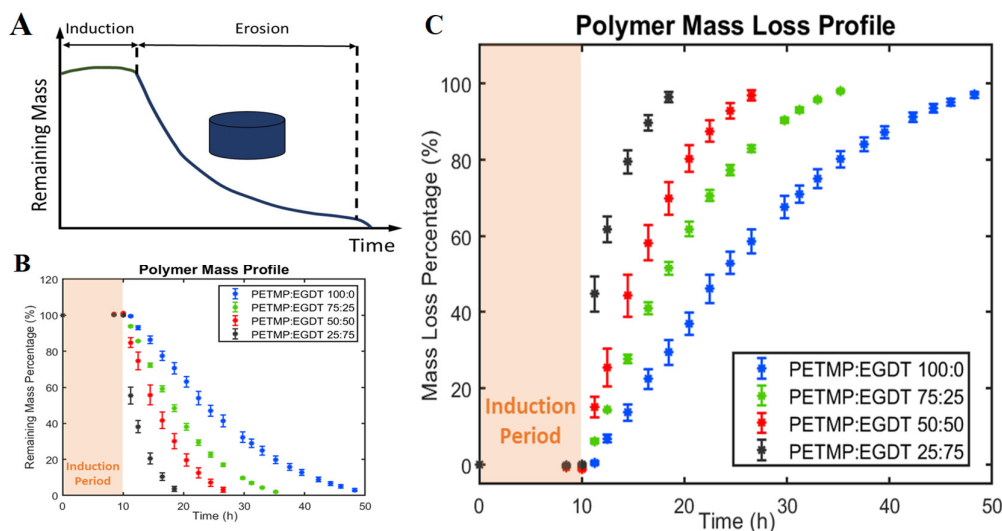 A
Induction
Erosion
Remaining Mass
Time
B
Polymer Mass Profile
Remaining Mass Percentage (%)
120
100
80
60
40
20
0
PETMP:EGDT 100:0
PETMP:EGDT 75:25
PETMP:EGDT 50:50
PETMP:EGDT 25:75
Induction
Period
0 10 20 30 40 50
Time (h)
C
Polymer Mass Loss Profile
Mass Loss Percentage (%)
100
80
60
40
20
0
Induction
Period
PETMP:EGDT 100:0
PETMP:EGDT 75:25
PETMP:EGDT 50:50
PETMP:EGDT 25:75
0 10 20 30 40 50
Time (h)